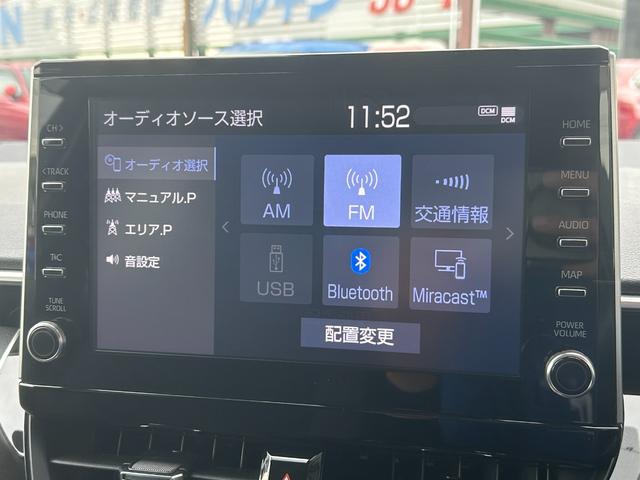 オーディオソース選択
11:52
DCM
DCM
オーディオ選択
マニュアル.P
エリア.P
音設定
AM
FM
交通情報
USB
Bluetooth
Miracast™
配置変更
CH >
< TRACK
PHONE
TUNE
SCROLL
HOME
MENU
AUDIO
MAP
POWER
VOLUME